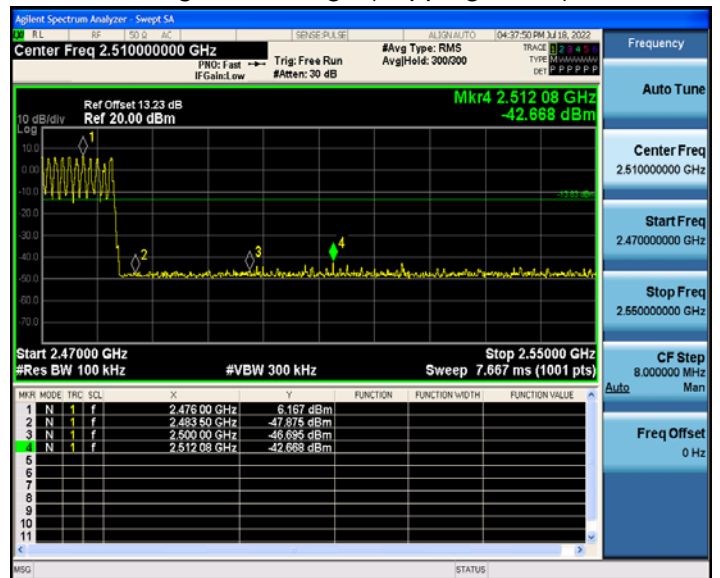 Agilent Spectrum Analyzer - Swept SA
RL RF 50 Ω AC SENSE:PULSE ALIGN AUTO 04:37:50 PM Jul 18, 2022
Center Freq 2.510000000 GHz #Avg Type: RMS TRACE 1 2 3 4 5 6 Frequency
PNO: Fast Trig: Free Run Avg|Hold: 300/300 TYPE M
IFGain:Low #Atten: 30 dB DET P P P P P P
Auto Tune
Mkr4 2.512 08 GHz
Ref Offset 13.23 dB
10 dB/div Ref 20.00 dBm -42.668 dBm
Log
10.0
0.00
-10.0
-20.0
-30.0
-40.0
-50.0
-60.0
-70.0
1
2
3
4
-13.83 dBm
Center Freq
2.510000000 GHz
Start Freq
2.470000000 GHz
Stop Freq
2.550000000 GHz
Start 2.47000 GHz Stop 2.55000 GHz
#Res BW 100 kHz #VBW 300 kHz Sweep 7.667 ms (1001 pts)
CF Step
8.000000 MHz
Auto Man
MKR MODE TRC SCL X Y FUNCTION FUNCTION WIDTH FUNCTION VALUE
1 N 1 f 2.476 00 GHz 6.167 dBm
2 N 1 f 2.483 50 GHz -47.875 dBm
3 N 1 f 2.500 00 GHz -46.695 dBm
4 N 1 f 2.512 08 GHz -42.668 dBm
5
6
7
8
9
10
11
Freq Offset
0 Hz
MSG STATUS